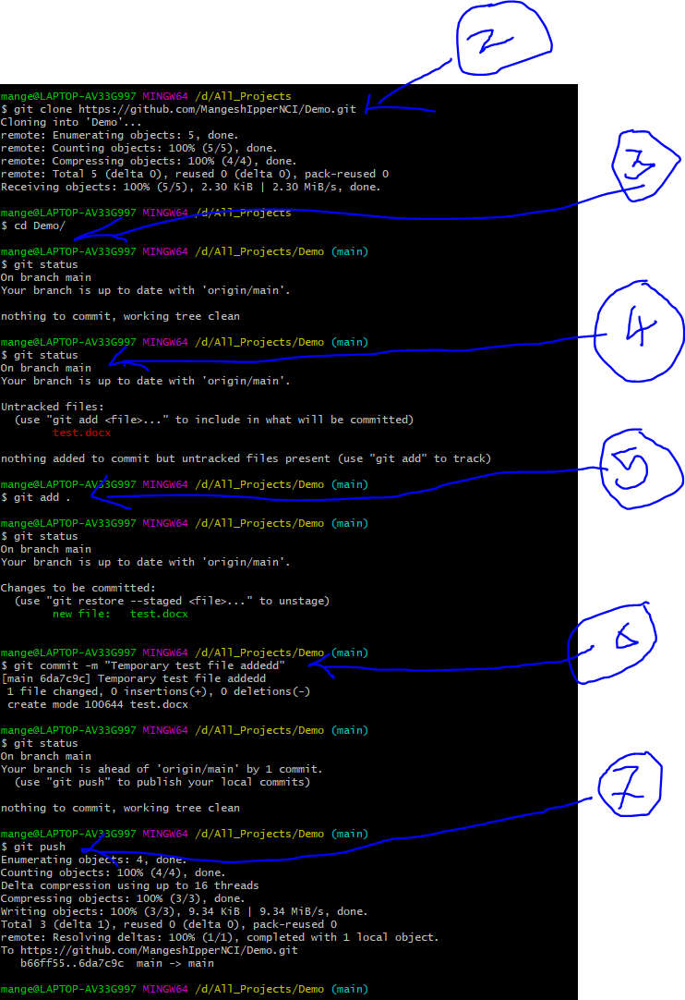 2
mange@LAPTOP-AV33G997 MINGW64 /d/All_Projects
$ git clone https://github.com/MangeshIpperNCI/Demo.git
Cloning into 'Demo'...
remote: Enumerating objects: 5, done.
remote: Counting objects: 100% (5/5), done.
remote: Compressing objects: 100% (4/4), done.
3
remote: Total 5 (delta 0), reused 0 (delta 0), pack-reused 0
Receiving objects: 100% (5/5), 2.30 KiB | 2.30 MiB/s, done.
mange@LAPTOP-AV33G997 MINGW64 /d/All_Projects
$ cd Demo/
mange@LAPTOP-AV33G997 MINGW64 /d/All_Projects/Demo (main)
$ git status
On branch main
Your branch is up to date with 'origin/main'.
nothing to commit, working tree clean
4
mange@LAPTOP-AV33G997 MINGW64 /d/All_Projects/Demo (main)
$ git status
On branch main
Your branch is up to date with 'origin/main'.
Untracked files:
(use "git add <file>..." to include in what will be committed)
test.docx
nothing added to commit but untracked files present (use "git add" to track)
5
mange@LAPTOP-AV33G997 MINGW64 /d/All_Projects/Demo (main)
$ git add .
mange@LAPTOP-AV33G997 MINGW64 /d/All_Projects/Demo (main)
$ git status
On branch main
Your branch is up to date with 'origin/main'.
Changes to be committed:
(use "git restore --staged <file>..." to unstage)
new file: test.docx
6
mange@LAPTOP-AV33G997 MINGW64 /d/All_Projects/Demo (main)
$ git commit -m "Temporary test file addedd"
[main 6da7c9c] Temporary test file addedd
1 file changed, 0 insertions(+), 0 deletions(-)
create mode 100644 test.docx
mange@LAPTOP-AV33G997 MINGW64 /d/All_Projects/Demo (main)
$ git status
On branch main
Your branch is ahead of 'origin/main' by 1 commit.
(use "git push" to publish your local commits)
7
nothing to commit, working tree clean
mange@LAPTOP-AV33G997 MINGW64 /d/All_Projects/Demo (main)
$ git push
Enumerating objects: 4, done.
Counting objects: 100% (4/4), done.
Delta compression using up to 16 threads
Compressing objects: 100% (3/3), done.
Writing objects: 100% (3/3), 9.34 KiB | 9.34 MiB/s, done.
Total 3 (delta 1), reused 0 (delta 0), pack-reused 0
remote: Resolving deltas: 100% (1/1), completed with 1 local object.
To https://github.com/MangeshIpperNCI/Demo.git
b66ff55..6da7c9c main -> main
mange@LAPTOP-AV33G997 MINGW64 /d/All_Projects/Demo (main)